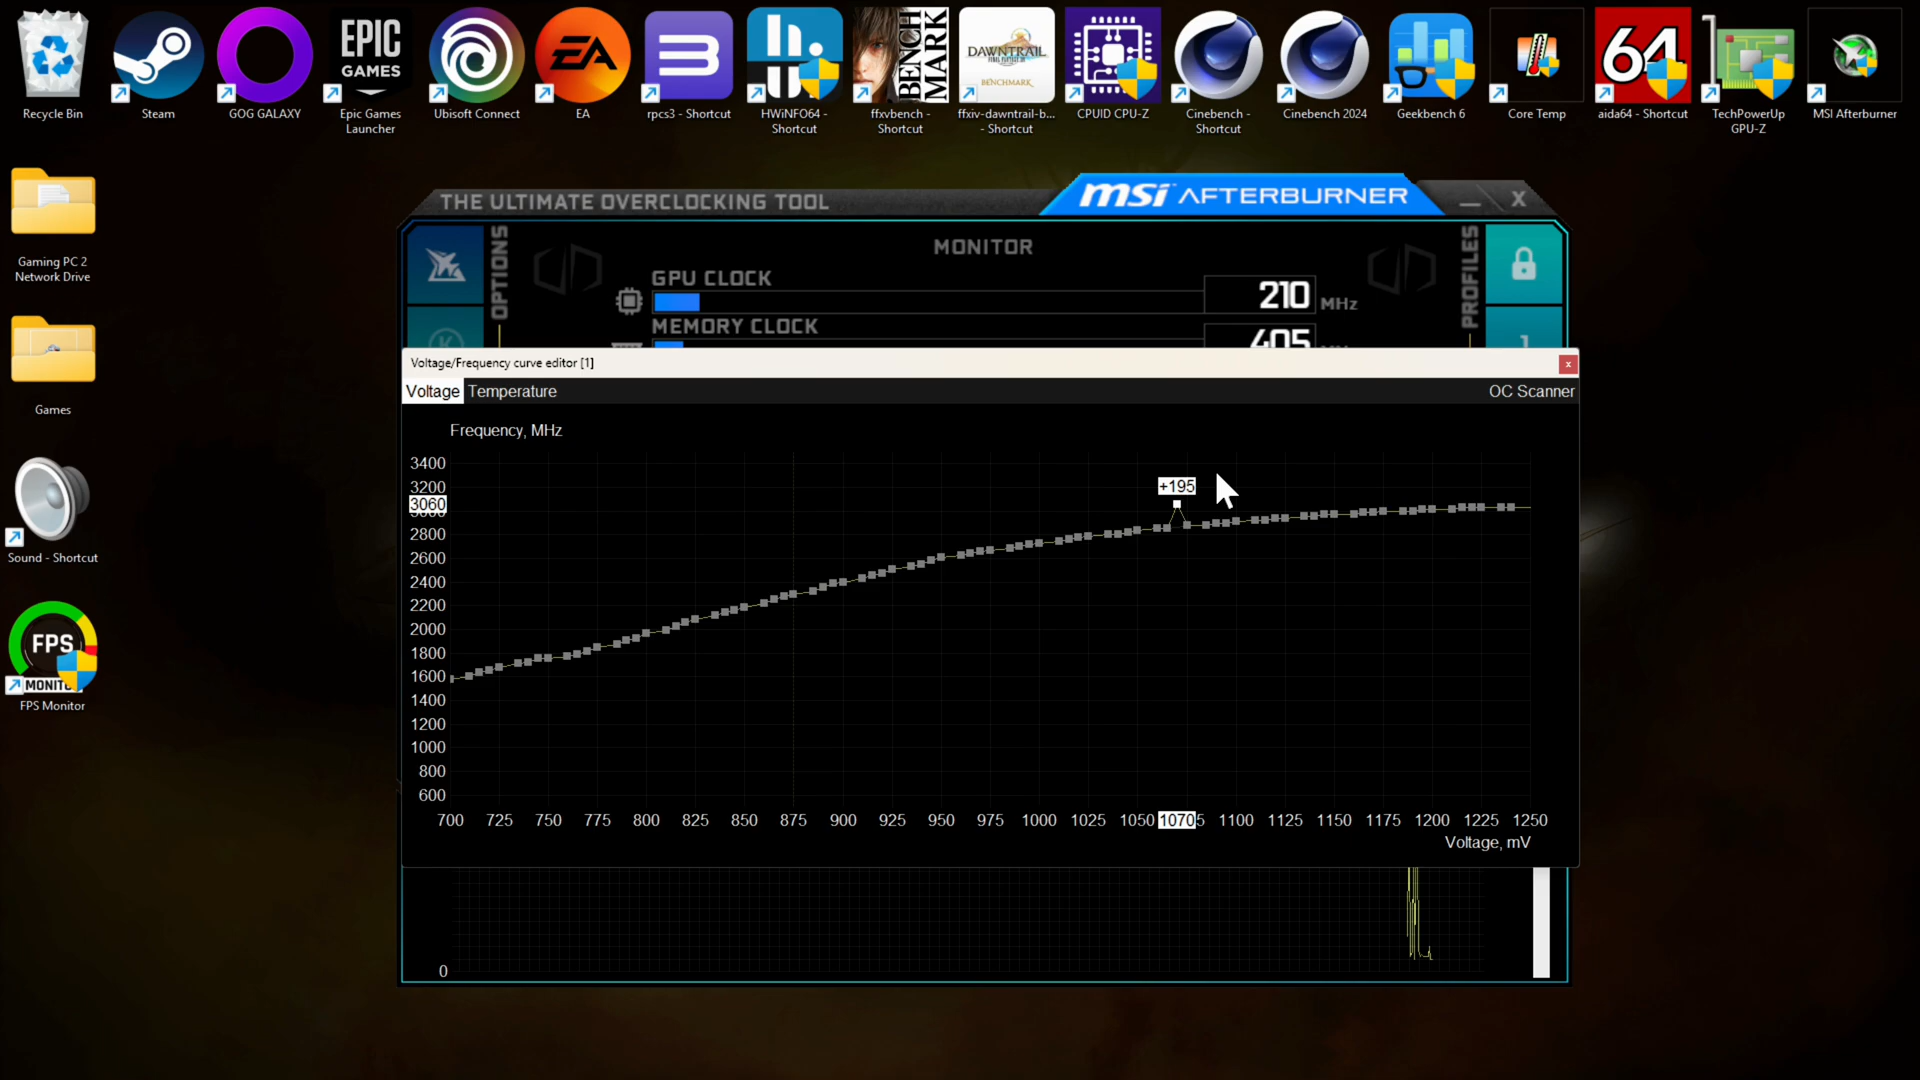 EPIC
GAMES
EA
BENCH
MARK
DAWNTRAIL
BENCHMARK
64
Recycle Bin
Steam
GOG GALAXY
Epic Games
Launcher
Ubisoft Connect
EA
rpcs3 - Shortcut
HWiNFO64 -
Shortcut
ffxvbench -
Shortcut
ffxiv-dawntrail-b...
- Shortcut
CPUID CPU-Z
Cinebench -
Shortcut
Cinebench 2024
Geekbench 6
Core Temp
aida64 - Shortcut
TechPowerUp
GPU-Z
MSI Afterburner
Gaming PC 2
Network Drive
Games
Sound - Shortcut
FPS
FPS Monitor
THE ULTIMATE OVERCLOCKING TOOL
msi AFTERBURNER
OPTIONS
MONITOR
PROFILES
GPU CLOCK
210 MHz
MEMORY CLOCK
405
Voltage/Frequency curve editor [1]
Voltage Temperature OC Scanner
Frequency, MHz
3400
3200
3060
2800
2600
2400
2200
2000
1800
1600
1400
1200
1000
800
600
+195
700 725 750 775 800 825 850 875 900 925 950 975 1000 1025 1050 1070 1100 1125 1150 1175 1200 1225 1250
Voltage, mV
0